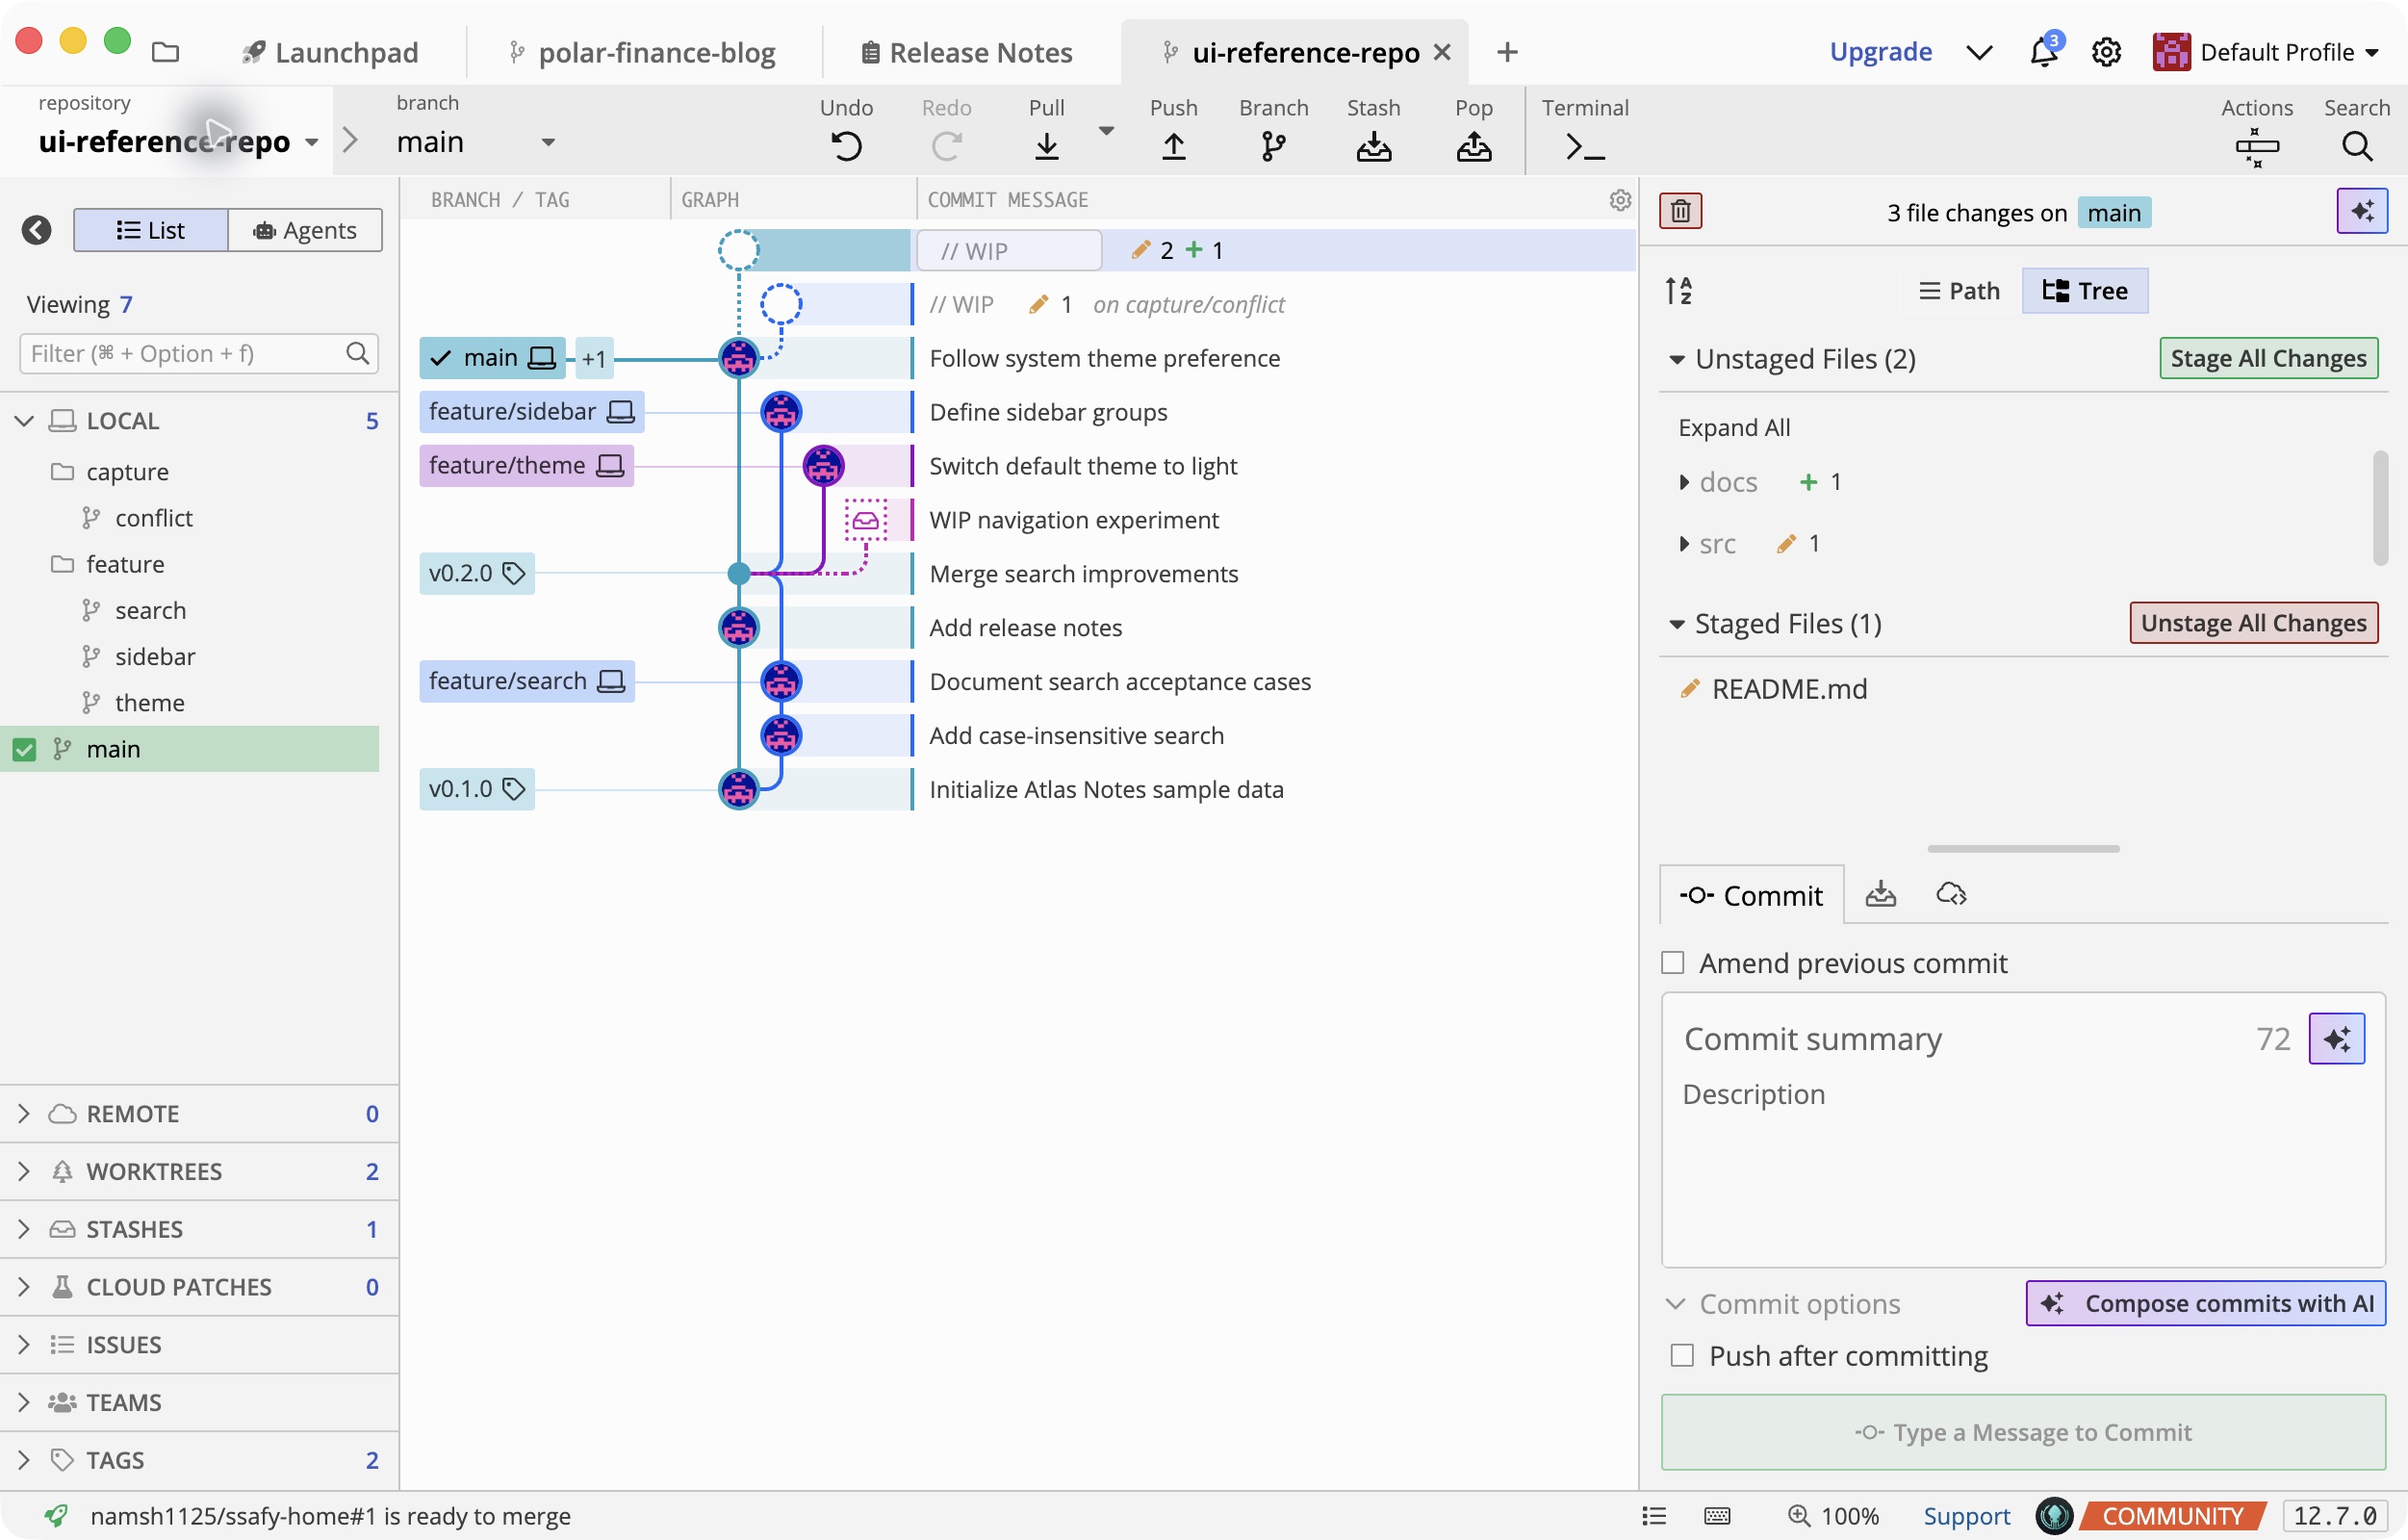 Launchpad
polar-finance-blog
Release Notes
ui-reference-repo
Upgrade
3
Default Profile
repository
ui-reference-repo
branch
main
Undo
Redo
Pull
Push
Branch
Stash
Pop
Terminal
Actions
Search
List
Agents
Viewing 7
Filter (⌘ + Option + f)
LOCAL 5
capture
conflict
feature
search
sidebar
theme
main
REMOTE 0
WORKTREES 2
STASHES 1
CLOUD PATCHES 0
ISSUES
TEAMS
TAGS 2
BRANCH / TAG
GRAPH
COMMIT MESSAGE
// WIP 2 + 1
// WIP 1 on capture/conflict
main +1 Follow system theme preference
feature/sidebar Define sidebar groups
feature/theme Switch default theme to light
WIP navigation experiment
v0.2.0 Merge search improvements
Add release notes
feature/search Document search acceptance cases
Add case-insensitive search
v0.1.0 Initialize Atlas Notes sample data
3 file changes on main
Path
Tree
Unstaged Files (2)
Stage All Changes
Expand All
docs + 1
src 1
Staged Files (1)
Unstage All Changes
README.md
Commit
Amend previous commit
Commit summary 72
Description
Commit options
Compose commits with AI
Push after committing
Type a Message to Commit
namsh1125/ssafy-home#1 is ready to merge
100%
Support
COMMUNITY
12.7.0